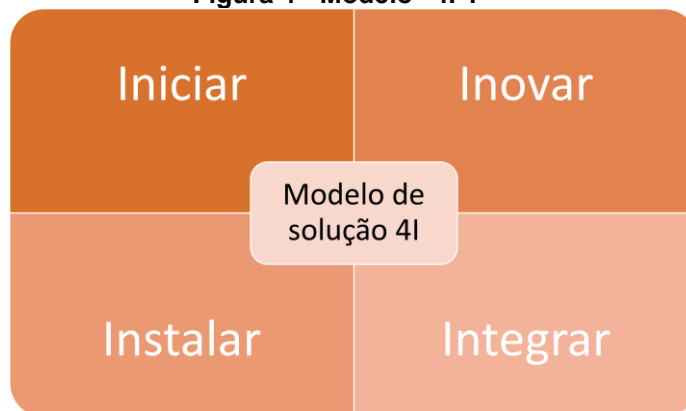 Iniciar
Inovar
Modelo de
solução 4I
Instalar
Integrar